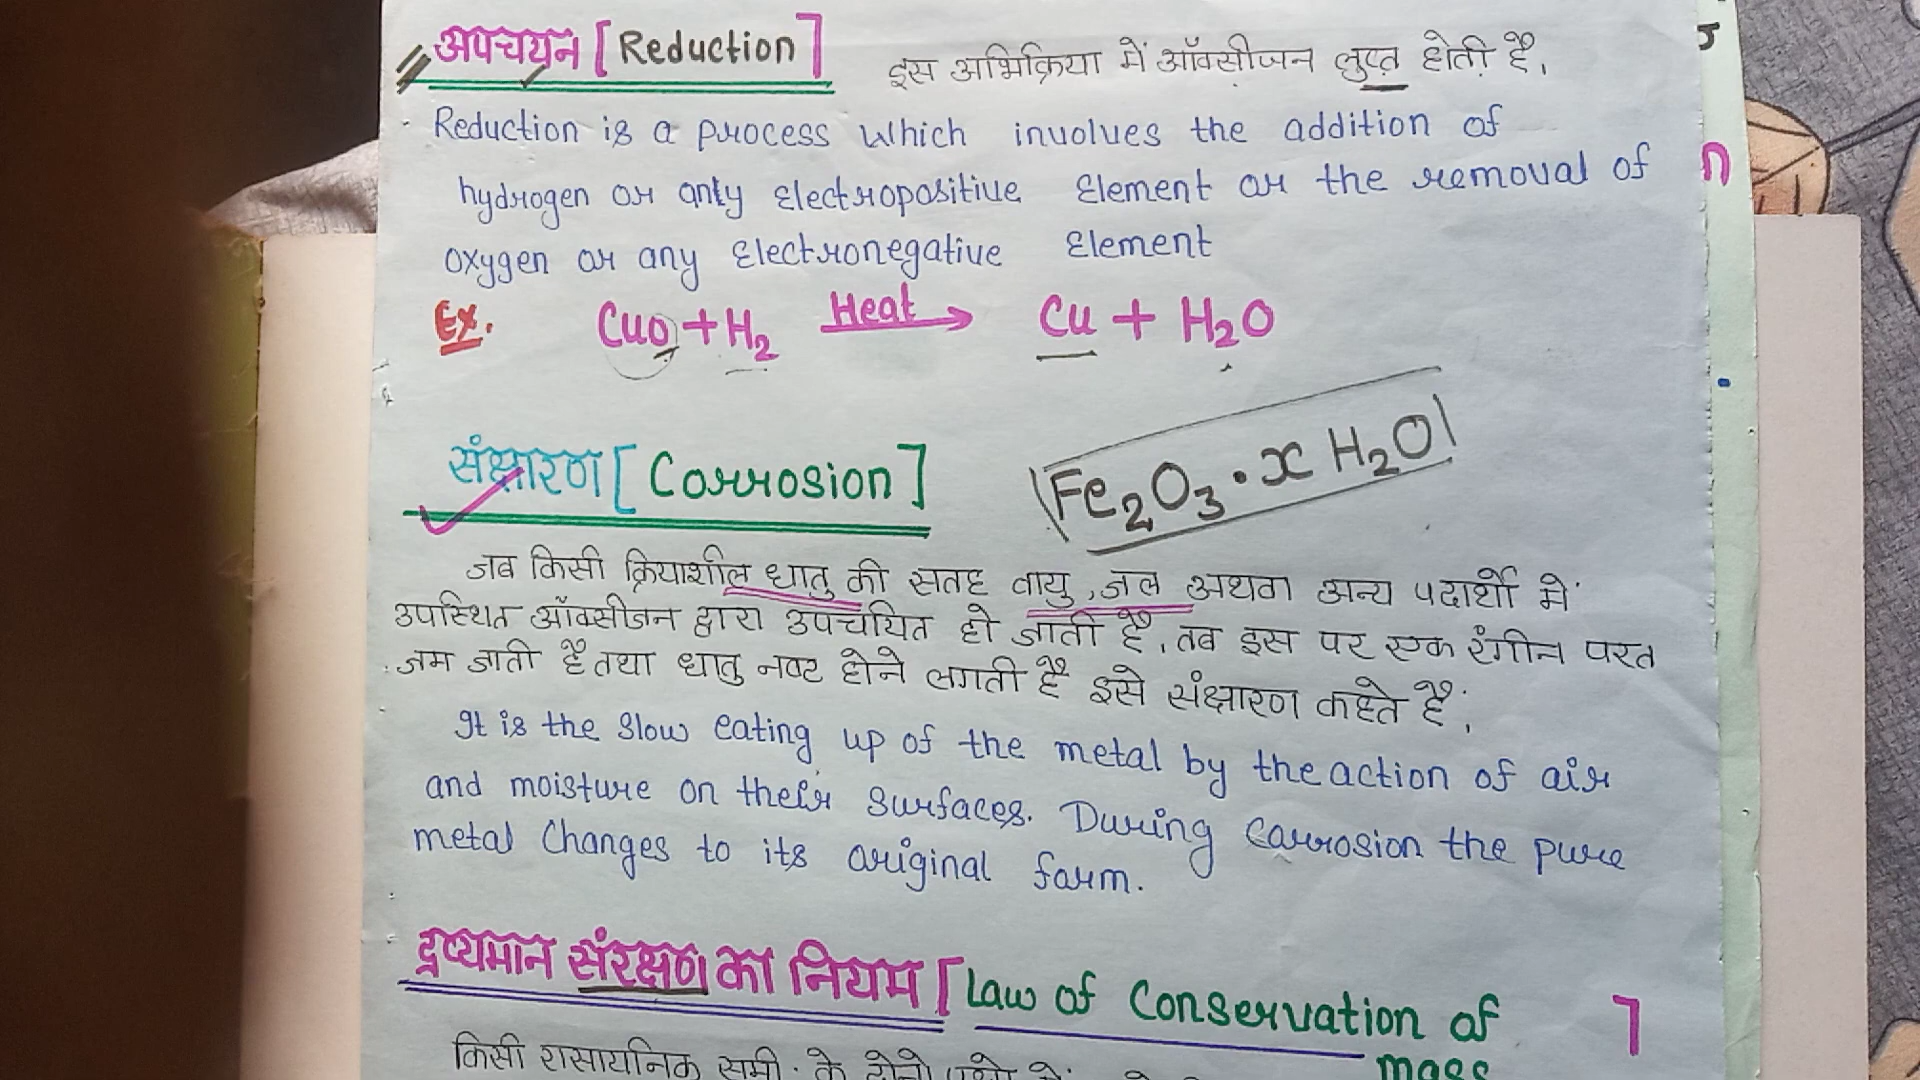 अपचयन [Reduction] इस अभिक्रिया में ऑक्सीजन लुप्त होती है,
Reduction is a process which involves the addition of
hydrogen or only electropositive Element or the removal of
oxygen or any Electronegative Element
Ex. CuO + H₂ Heat→ Cu + H₂O
संक्षारण [Corrosion]
Fe₂O₃·x H₂O
जब किसी क्रियाशील धातु की सतह वायु, जल अथवा अन्य पदार्थो में
उपस्थित ऑक्सीजन द्वारा उपचयित हो जाती है, तब इस पर एक रंगीन परत
जम जाती है तथा धातु नष्ट होने लगती है इसे संक्षारण कहते है,
It is the slow eating up of the metal by the action of air
and moisture on their surfaces. During carrosion the pure
metal changes to its original form.
द्रव्यमान संरक्षण का नियम [Law of Conservation of
mass]
किसी रासायनिक समी. के दोनो